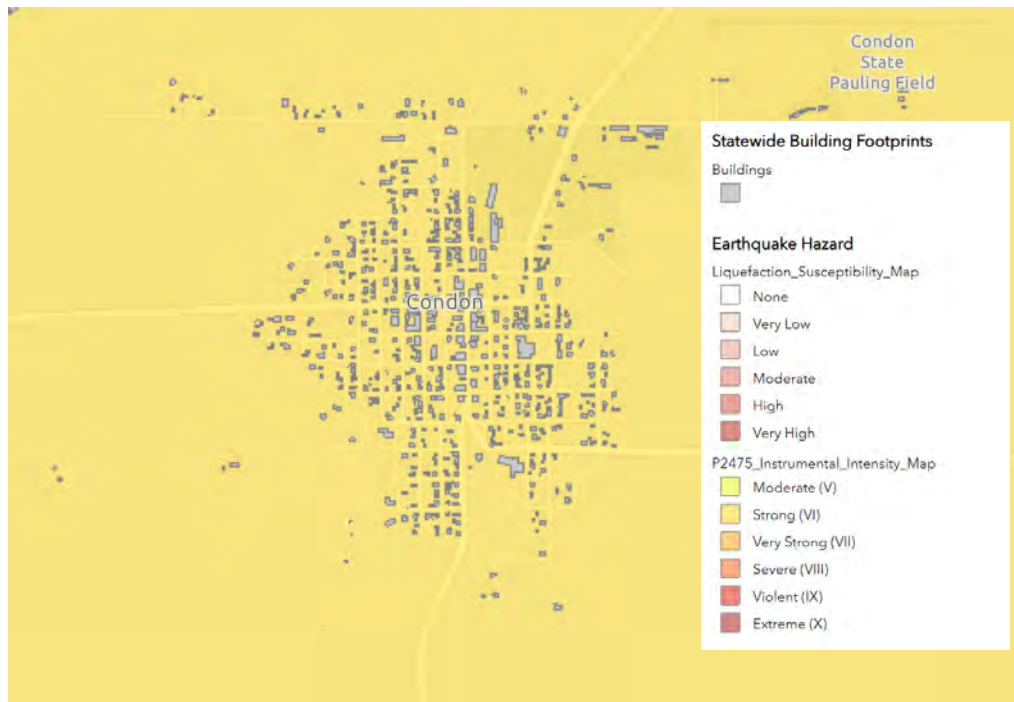 Condon
State
Pauling Field
Condon
Statewide Building Footprints
Buildings
Earthquake Hazard
Liquefaction_Susceptibility_Map
None
Very Low
Low
Moderate
High
Very High
P2475_Instrumental_Intensity_Map
Moderate (V)
Strong (VI)
Very Strong (VII)
Severe (VIII)
Violent (IX)
Extreme (X)